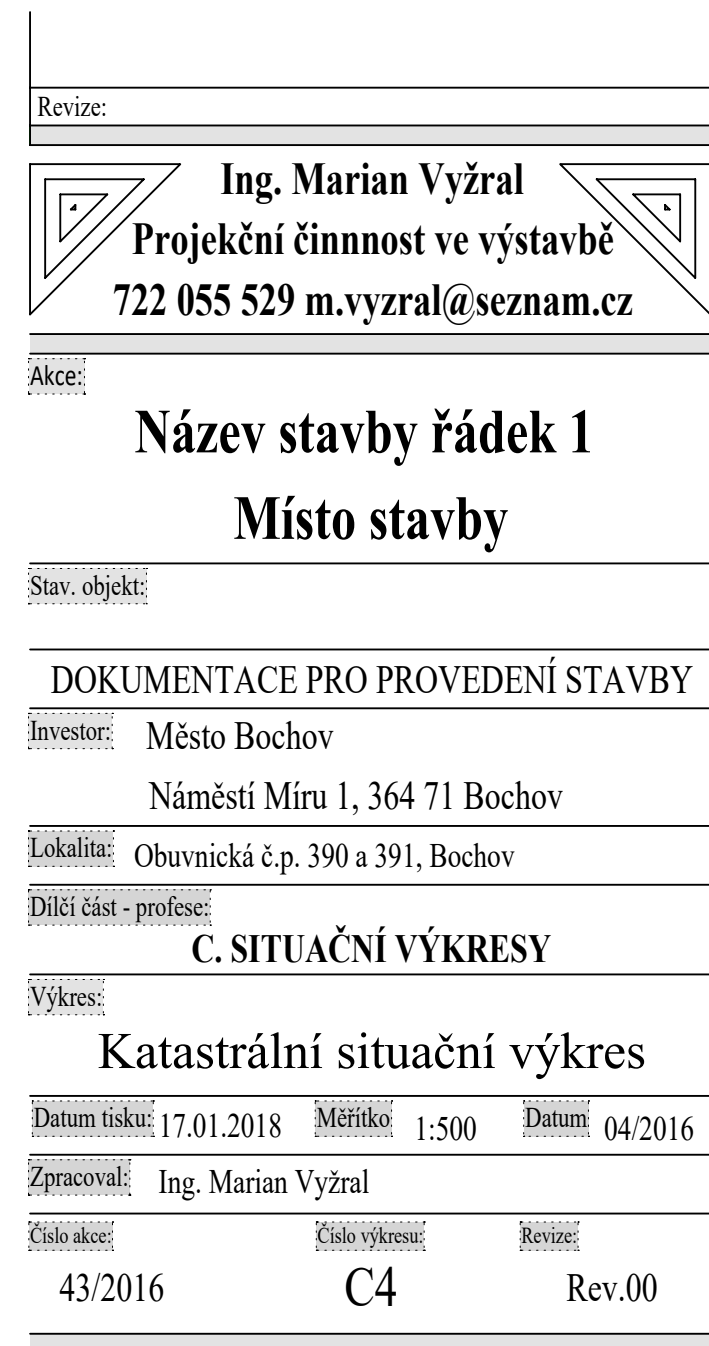 Revize:
Ing. Marian Vyžral
Projekční činnnost ve výstavbě
722 055 529 m.vyzral@seznam.cz
Akce:
Název stavby řádek 1
Místo stavby
Stav. objekt:
DOKUMENTACE PRO PROVEDENÍ STAVBY
Investor: Město Bochov
Náměstí Míru 1, 364 71 Bochov
Lokalita: Obuvnická č.p. 390 a 391, Bochov
Dílčí část - profese:
C. SITUAČNÍ VÝKRESY
Výkres:
Katastrální situační výkres
Datum tisku: 17.01.2018 Měřítko 1:500 Datum 04/2016
Zpracoval: Ing. Marian Vyžral
Číslo akce: Číslo výkresu: Revize:
43/2016 C4 Rev.00